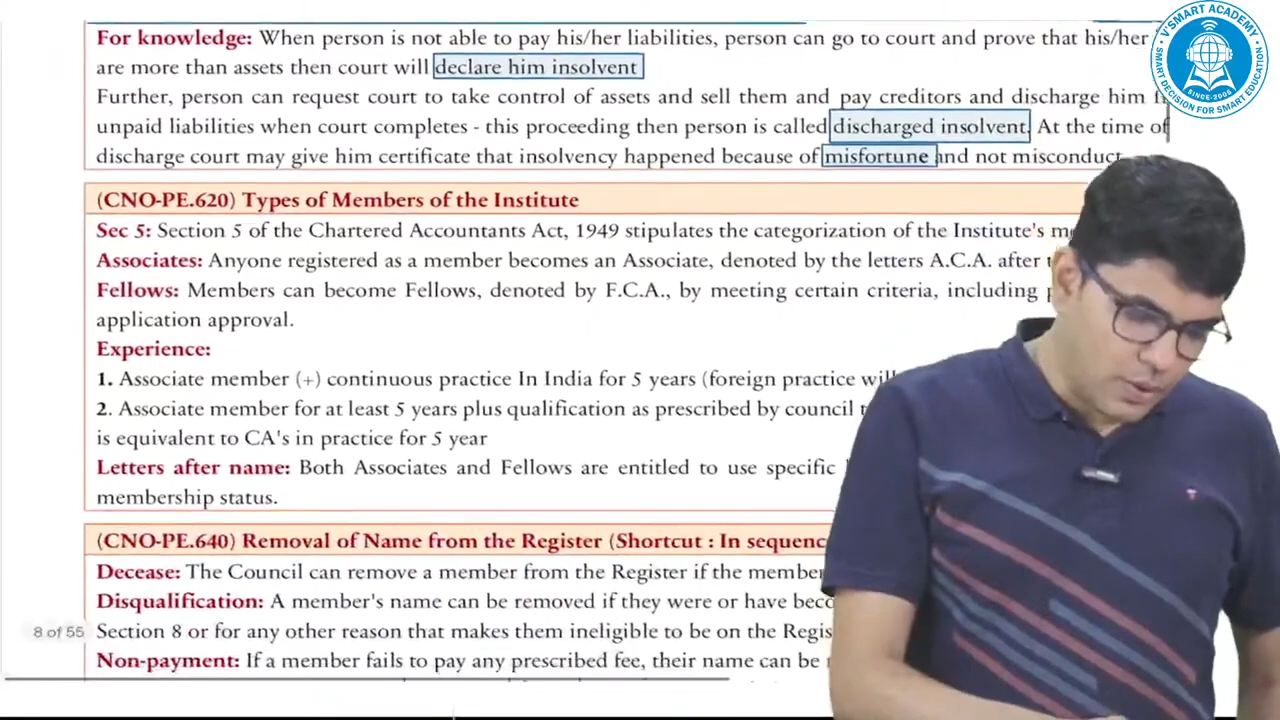 For knowledge: When person is not able to pay his/her liabilities, person can go to court and prove that his/her
are more than assets then court will declare him insolvent
Further, person can request court to take control of assets and sell them and pay creditors and discharge him
unpaid liabilities when court completes - this proceeding then person is called discharged insolvent. At the time of
discharge court may give him certificate that insolvency happened because of misfortune and not misconduct
(CNO-PE.620) Types of Members of the Institute
Sec 5: Section 5 of the Chartered Accountants Act, 1949 stipulates the categorization of the Institute's
Associates: Anyone registered as a member becomes an Associate, denoted by the letters A.C.A. after
Fellows: Members can become Fellows, denoted by F.C.A., by meeting certain criteria, including
application approval.
Experience:
1. Associate member (+) continuous practice In India for 5 years (foreign practice
2. Associate member for at least 5 years plus qualification as prescribed by council
is equivalent to CA's in practice for 5 year
Letters after name: Both Associates and Fellows are entitled to use specific
membership status.
(CNO-PE.640) Removal of Name from the Register (Shortcut : In
Decease: The Council can remove a member from the Register if the
Disqualification: A member's name can be removed if they were or have
Section 8 or for any other reason that makes them ineligible to be on the
8 of 55
Non-payment: If a member fails to pay any prescribed fee, their name can be
V'SMART ACADEMY
SMART DECISION FOR SMART EDUCATION
SINCE-2005